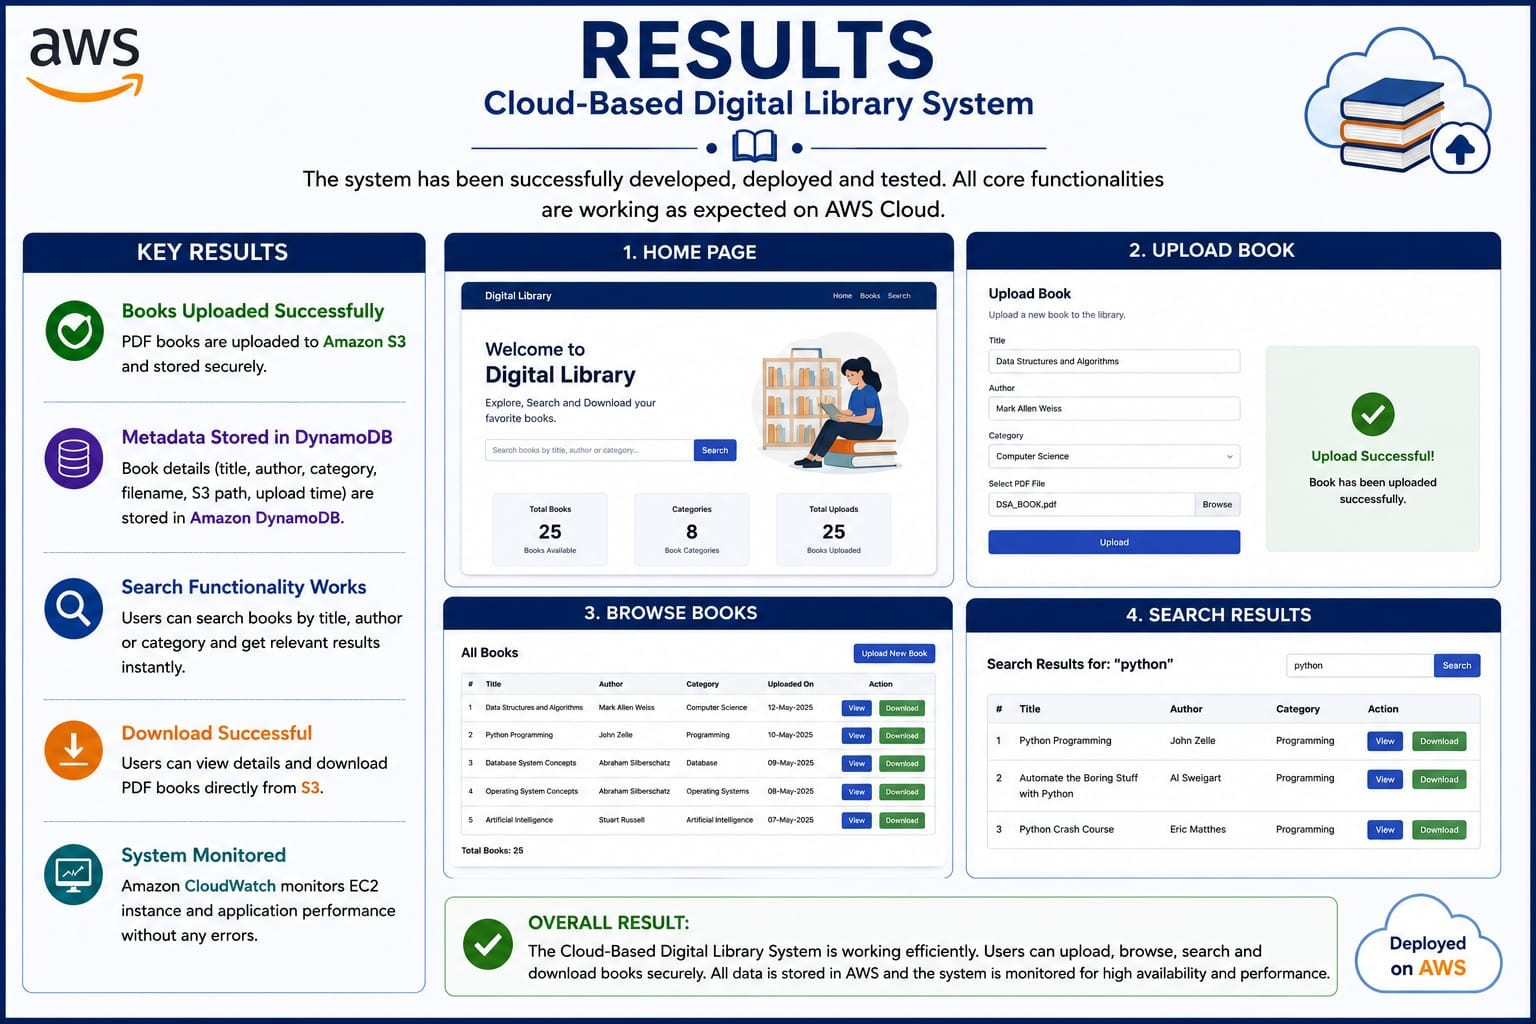 aws
RESULTS
Cloud-Based Digital Library System
The system has been successfully developed, deployed and tested. All core functionalities
are working as expected on AWS Cloud.
KEY RESULTS
Books Uploaded Successfully
PDF books are uploaded to Amazon S3
and stored securely.
Metadata Stored in DynamoDB
Book details (title, author, category,
filename, S3 path, upload time) are
stored in Amazon DynamoDB.
Search Functionality Works
Users can search books by title, author
or category and get relevant results
instantly.
Download Successful
Users can view details and download
PDF books directly from S3.
System Monitored
Amazon CloudWatch monitors EC2
instance and application performance
without any errors.
1. HOME PAGE
Digital Library Home Books Search
Welcome to
Digital Library
Explore, Search and Download your
favorite books.
Search books by title, author or category... Search
Total Books Categories Total Uploads
25 8 25
Books Available Book Categories Books Uploaded
2. UPLOAD BOOK
Upload Book
Upload a new book to the library.
Title
Data Structures and Algorithms
Author
Mark Allen Weiss
Category
Computer Science
Select PDF File
DSA_BOOK.pdf Browse
Upload
Upload Successful!
Book has been uploaded
successfully.
3. BROWSE BOOKS
All Books Upload New Book
# Title Author Category Uploaded On Action
1 Data Structures and Algorithms Mark Allen Weiss Computer Science 12-May-2025 View Download
2 Python Programming John Zelle Programming 10-May-2025 View Download
3 Database System Concepts Abraham Silberschatz Database 09-May-2025 View Download
4 Operating System Concepts Abraham Silberschatz Operating Systems 08-May-2025 View Download
5 Artificial Intelligence Stuart Russell Artificial Intelligence 07-May-2025 View Download
Total Books: 25
4. SEARCH RESULTS
Search Results for: "python" python Search
# Title Author Category Action
1 Python Programming John Zelle Programming View Download
2 Automate the Boring Stuff Al Sweigart Programming View Download
with Python
3 Python Crash Course Eric Matthes Programming View Download
OVERALL RESULT:
The Cloud-Based Digital Library System is working efficiently. Users can upload, browse, search and
download books securely. All data is stored in AWS and the system is monitored for high availability and performance.
Deployed
on AWS